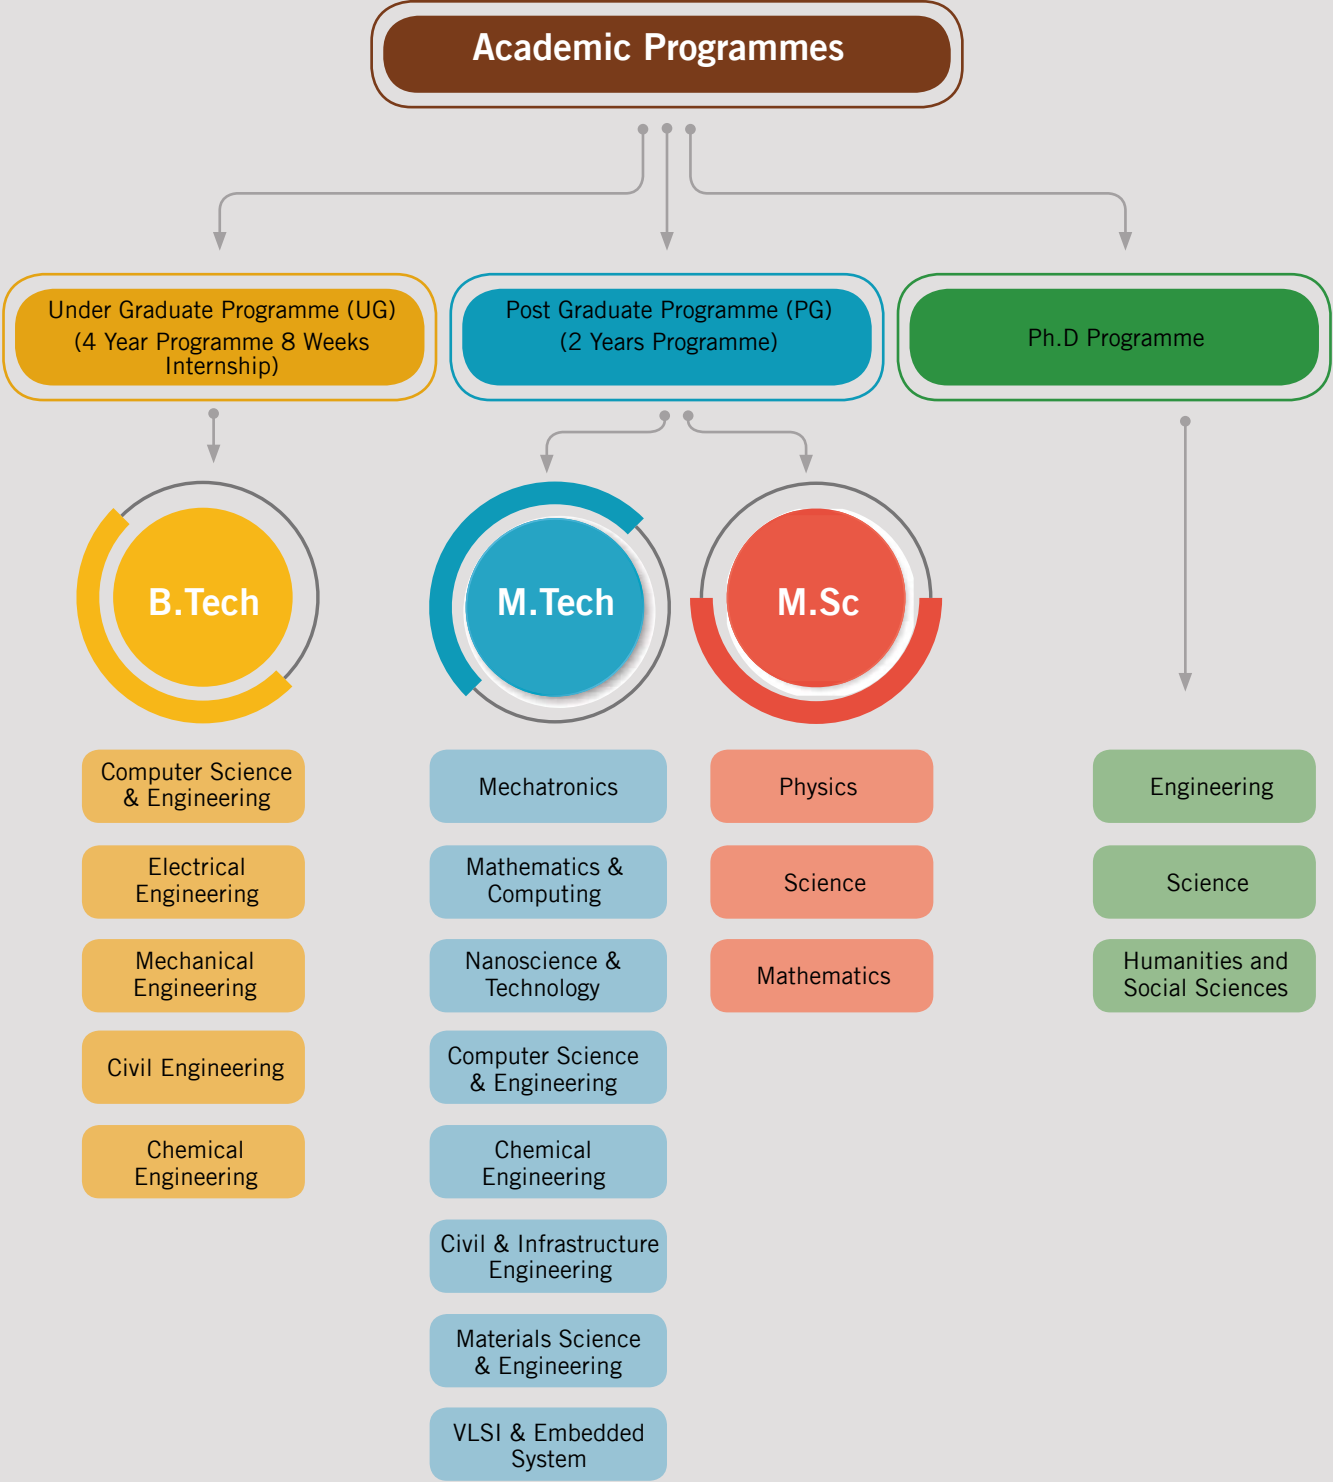 Academic Programmes
Under Graduate Programme (UG)
(4 Year Programme 8 Weeks
Internship)
Post Graduate Programme (PG)
(2 Years Programme)
Ph.D Programme
B.Tech
M.Tech
M.Sc
Computer Science
& Engineering
Electrical
Engineering
Mechanical
Engineering
Civil Engineering
Chemical
Engineering
Mechatronics
Mathematics &
Computing
Nanoscience &
Technology
Computer Science
& Engineering
Chemical
Engineering
Civil & Infrastructure
Engineering
Materials Science
& Engineering
VLSI & Embedded
System
Physics
Science
Mathematics
Engineering
Science
Humanities and
Social Sciences